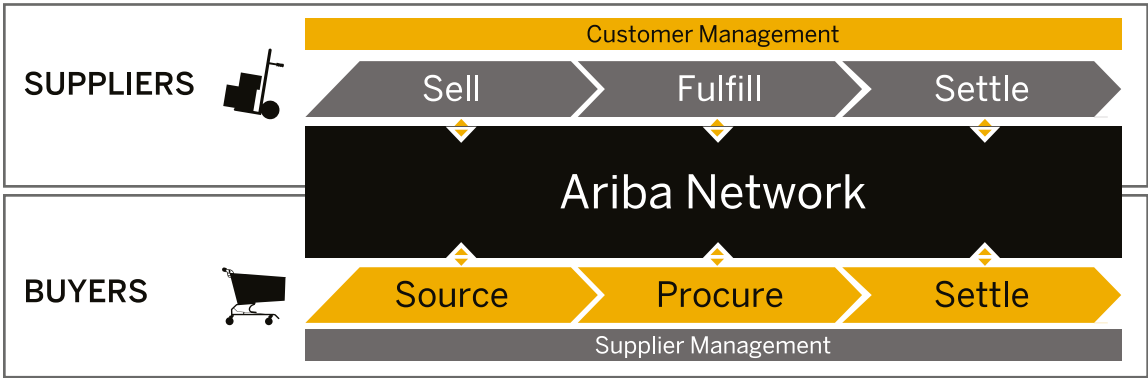 Customer Management
SUPPLIERS
Sell Fulfill Settle
Ariba Network
BUYERS
Source Procure Settle
Supplier Management